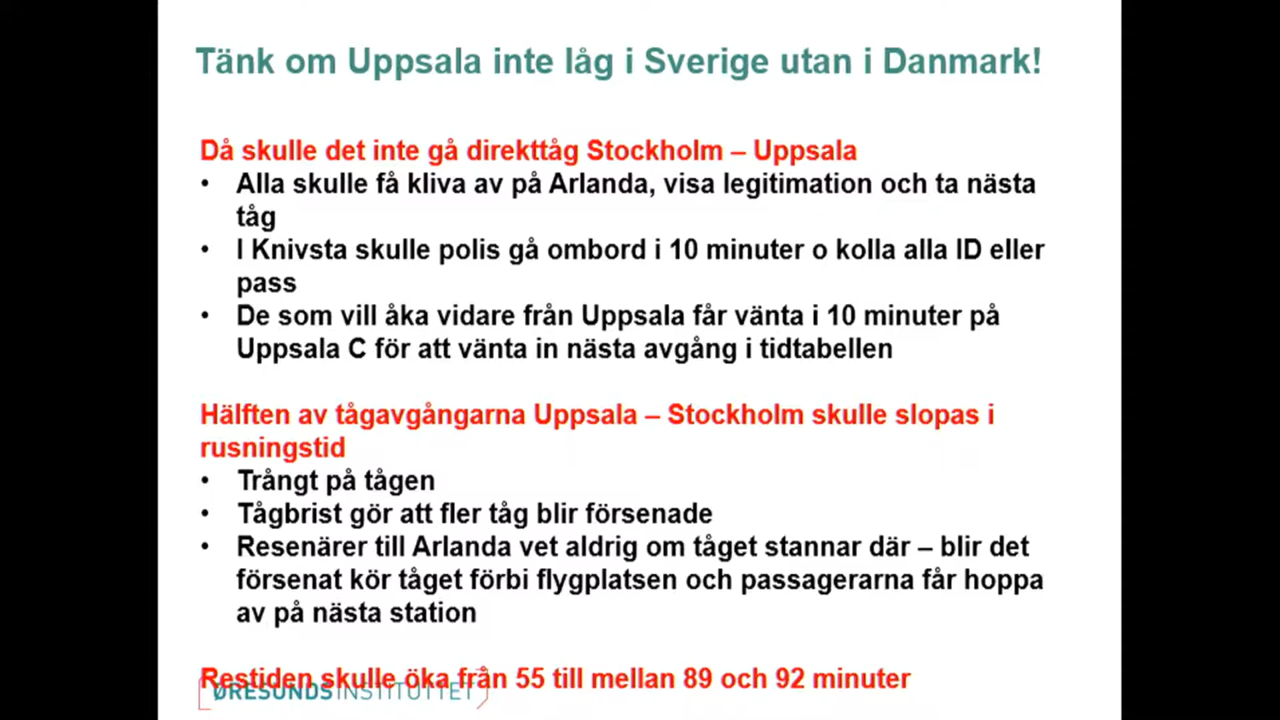 Tänk om Uppsala inte låg i Sverige utan i Danmark!
Då skulle det inte gå direkttåg Stockholm – Uppsala
• Alla skulle få kliva av på Arlanda, visa legitimation och ta nästa
tåg
• I Knivsta skulle polis gå ombord i 10 minuter o kolla alla ID eller
pass
• De som vill åka vidare från Uppsala får vänta i 10 minuter på
Uppsala C för att vänta in nästa avgång i tidtabellen
Hälften av tågavgångarna Uppsala – Stockholm skulle slopas i
rusningstid
• Trångt på tågen
• Tågbrist gör att fler tåg blir försenade
• Resenärer till Arlanda vet aldrig om tåget stannar där – blir det
försenat kör tåget förbi flygplatsen och passagerarna får hoppa
av på nästa station
Restiden skulle öka från 55 till mellan 89 och 92 minuter
ØRESUNDSINSTITUTTET